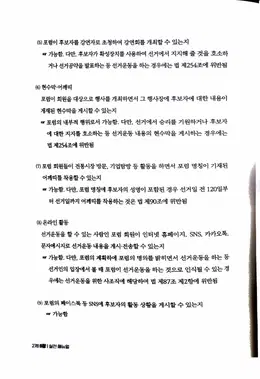 (5) 포럼이 후보자를 강연자로 초청하여 강연회를 개최할 수 있는지
☞ 가능함. 다만, 후보자가 확성장치를 사용하여 선거에서 지지해 줄 것을 호소하
거나 선거공약을 발표하는 등 선거운동을 하는 경우에는 법 제254조에 위반됨
(6) 현수막·어깨띠
포럼이 회원을 대상으로 행사를 개최하면서 그 행사장에 후보자에 대한 내용이
게재된 현수막을 게시할 수 있는지
☞ 포럼의 내부적 행위로서 가능함. 다만, 선거에서 승리를 기원하거나 후보자
에 대한 지지를 호소하는 등 선거운동 내용의 현수막을 게시하는 경우에는
법 제254조에 위반됨
(7) 포럼 회원들이 전통시장 방문, 기업탐방 등 활동을 하면서 포럼 명칭이 기재된
어깨띠를 착용할 수 있는지
☞ 가능함. 다만, 포럼 명칭에 후보자의 성명이 포함된 경우 선거일 전 120일부
터 선거일까지 어깨띠를 착용하는 것은 법 제90조에 위반됨
(8) 온라인 활동
선거운동을 할 수 있는 사람인 포럼 회원이 인터넷 홈페이지, SNS, 카카오톡,
문자메시지로 선거운동 내용을 게시·전송할 수 있는지
☞ 가능함. 다만, 포럼의 계획하에 포럼의 명의를 밝히면서 선거운동을 하는 등
선거인의 입장에서 볼 때 포럼이 선거운동을 하는 것으로 인식될 수 있는 경
우에는 선거운동을 위한 사조직에 해당하여 법 제87조 제2항에 위반됨
(9) 포럼의 페이스북 등 SNS에 후보자의 활동 상황을 게시할 수 있는지
☞ 가능함